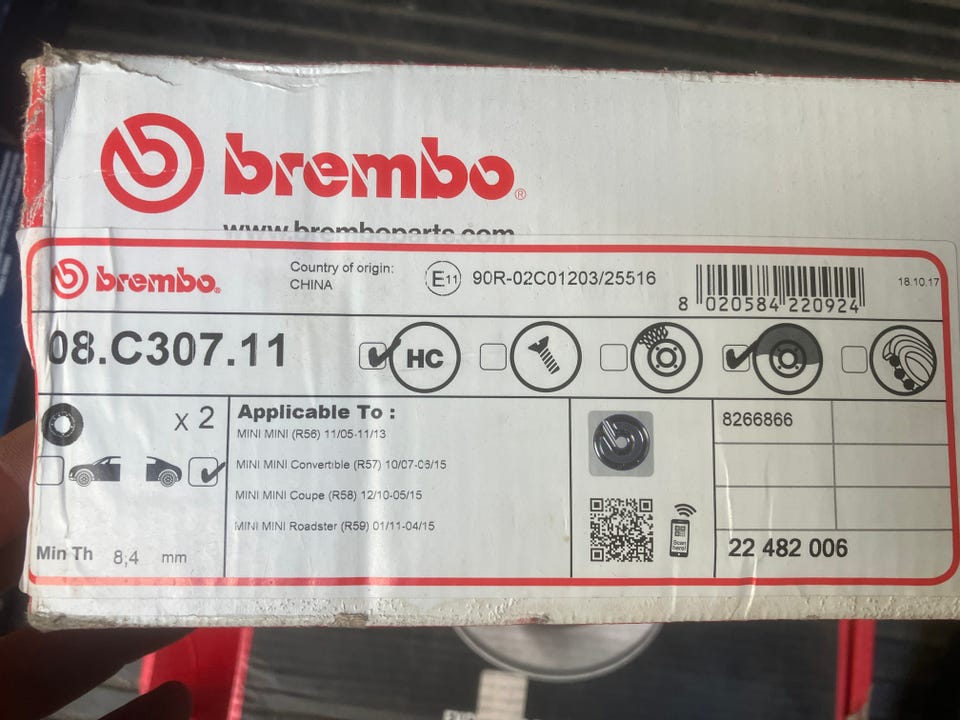 brembo®
www.bremboparts.com
brembo®
Country of origin:
CHINA
E11 90R-02C01203/25516
8 020584 220924
18.10.17
08.C307.11
HC
x 2
Applicable To :
MINI MINI (R56) 11/05-11/13
MINI MINI Convertible (R57) 10/07-06/15
MINI MINI Coupe (R58) 12/10-05/15
MINI MINI Roadster (R59) 01/11-04/15
Min Th 8,4 mm
Scan here!
8266866
22 482 006